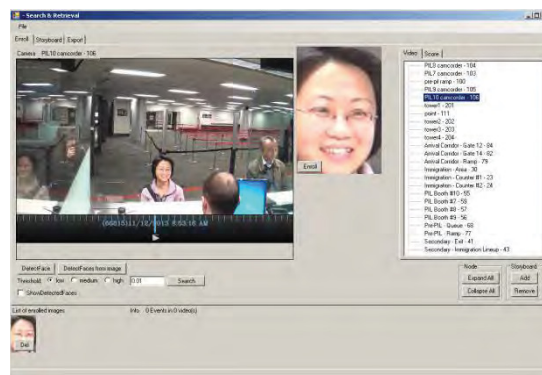 - Search & Retrieval
File
Enroll Storyboard Export
Camera PIL10 camcorder - 106
Enroll
DetectFace DetectFaces from image
Threshold: low medium high 0.01 Search
ShowDetectedFaces
Video Score
PIL8 camcorder - 104
PIL7 camcorder - 103
pre-pil ramp - 100
PIL9 camcorder - 105
PIL10 camcorder - 106
tower1 - 201
point - 111
tower2 - 202
tower3 - 203
tower4 - 204
Arrival Corridor - Gate 12 - 84
Arrival Corridor - Gate 14 - 82
Arrival Corridor - Ramp - 79
Immigration - Area - 30
Immigration - Counter #1 - 23
Immigration - Counter #2 - 24
PIL Booth #10 - 55
PIL Booth #7 - 58
PIL Booth #8 - 57
PIL Booth #9 - 56
Pre-PIL - Queue - 68
Pre-PIL - Ramp - 77
Secondary - Exit - 41
Secondary - Immigration Lineup - 43
Node
Expand All
Collapse All
Storyboard
Add
Remove
List of enrolled images Info: 0 Events in 0 video(s)
Del